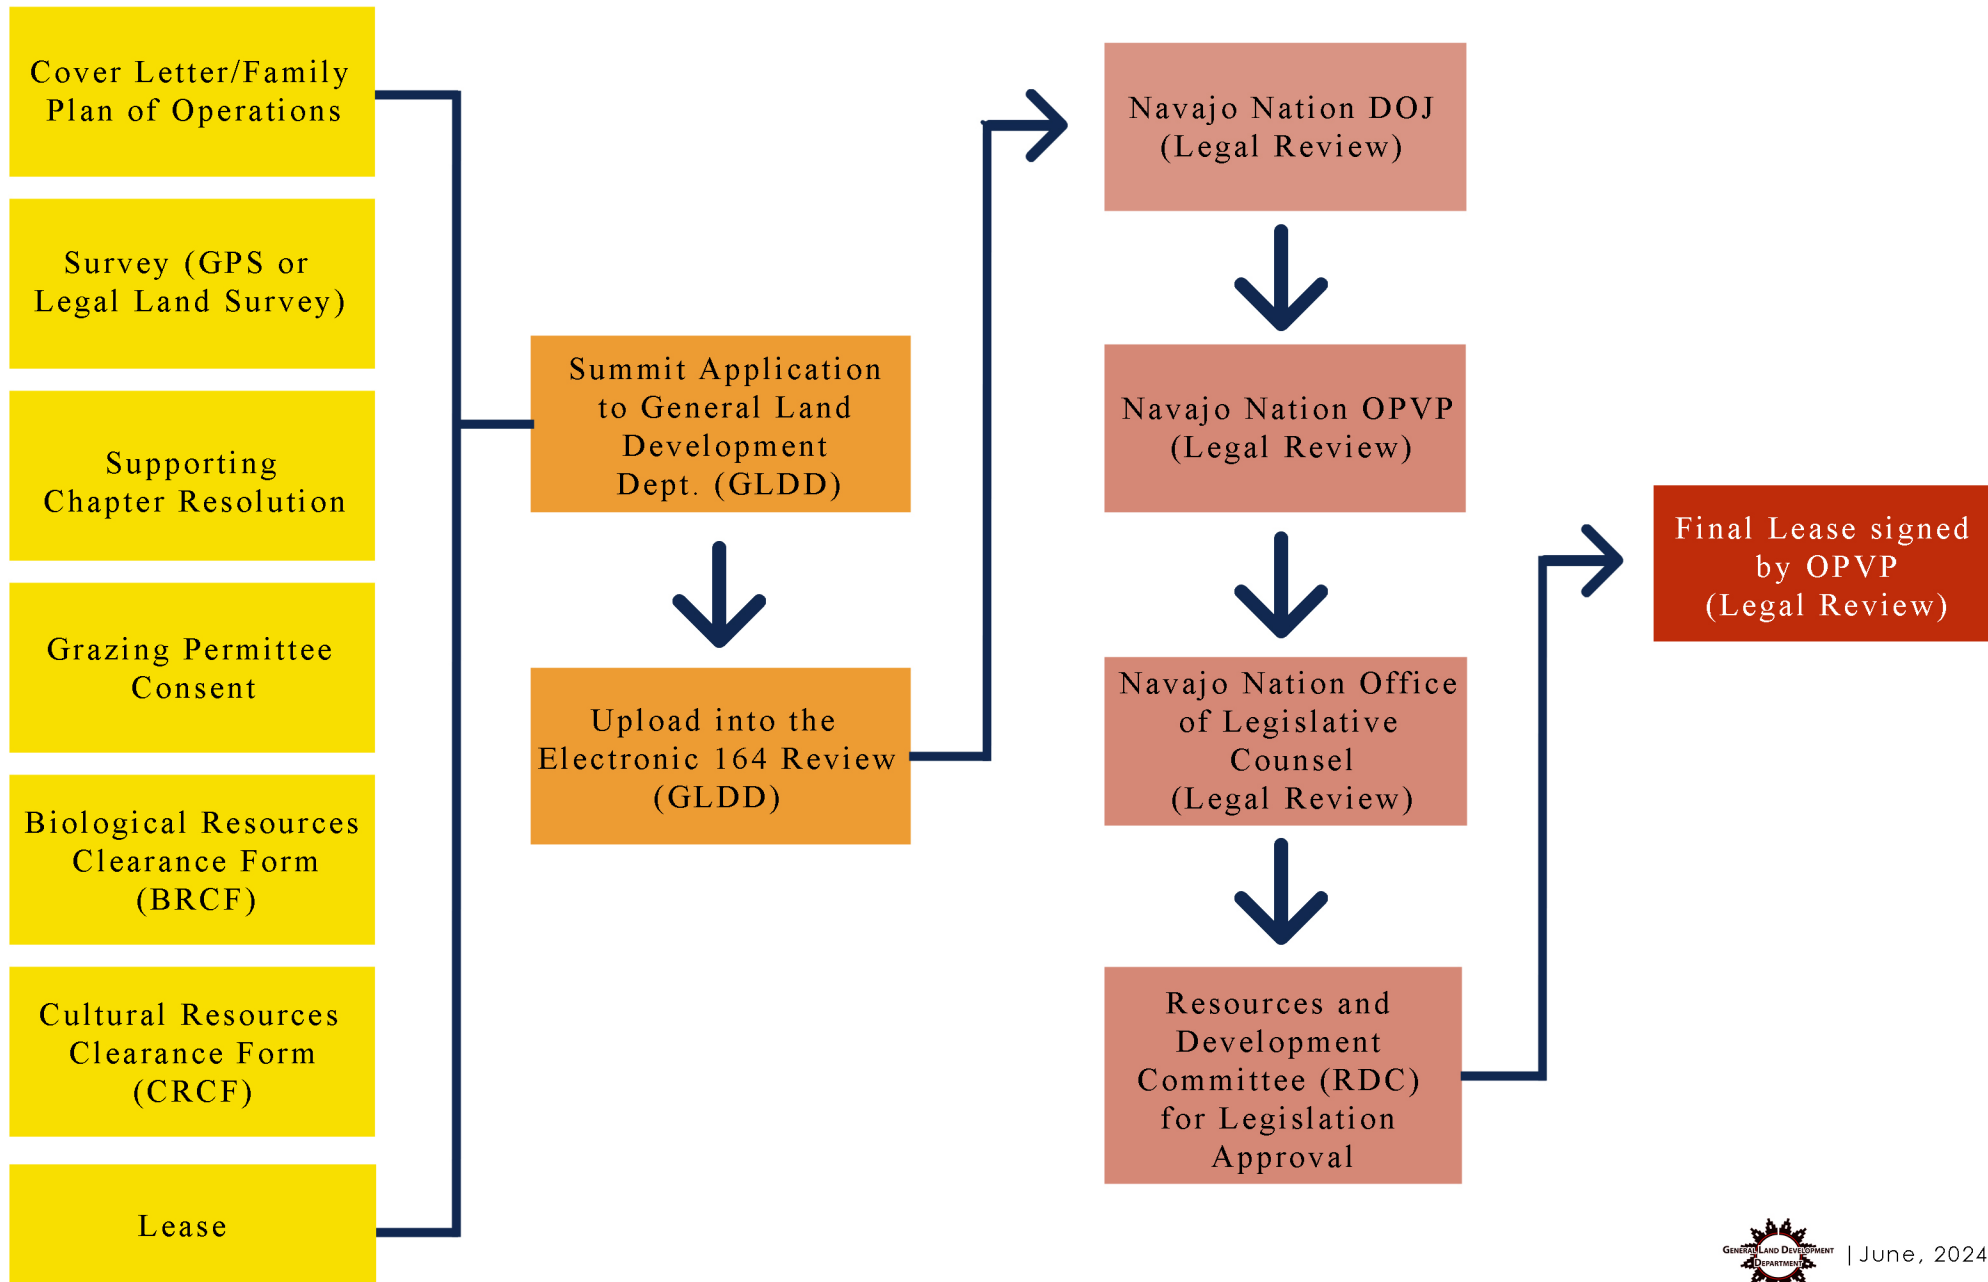 Cover Letter/Family
Plan of Operations
Survey (GPS or
Legal Land Survey)
Supporting
Chapter Resolution
Grazing Permittee
Consent
Biological Resources
Clearance Form
(BRCF)
Cultural Resources
Clearance Form
(CRCF)
Lease
Summit Application
to General Land
Development
Dept. (GLDD)
Upload into the
Electronic 164 Review
(GLDD)
Navajo Nation DOJ
(Legal Review)
Navajo Nation OPVP
(Legal Review)
Navajo Nation Office
of Legislative
Counsel
(Legal Review)
Resources and
Development
Committee (RDC)
for Legislation
Approval
Final Lease signed
by OPVP
(Legal Review)
General Land Development
Department
| June, 2024